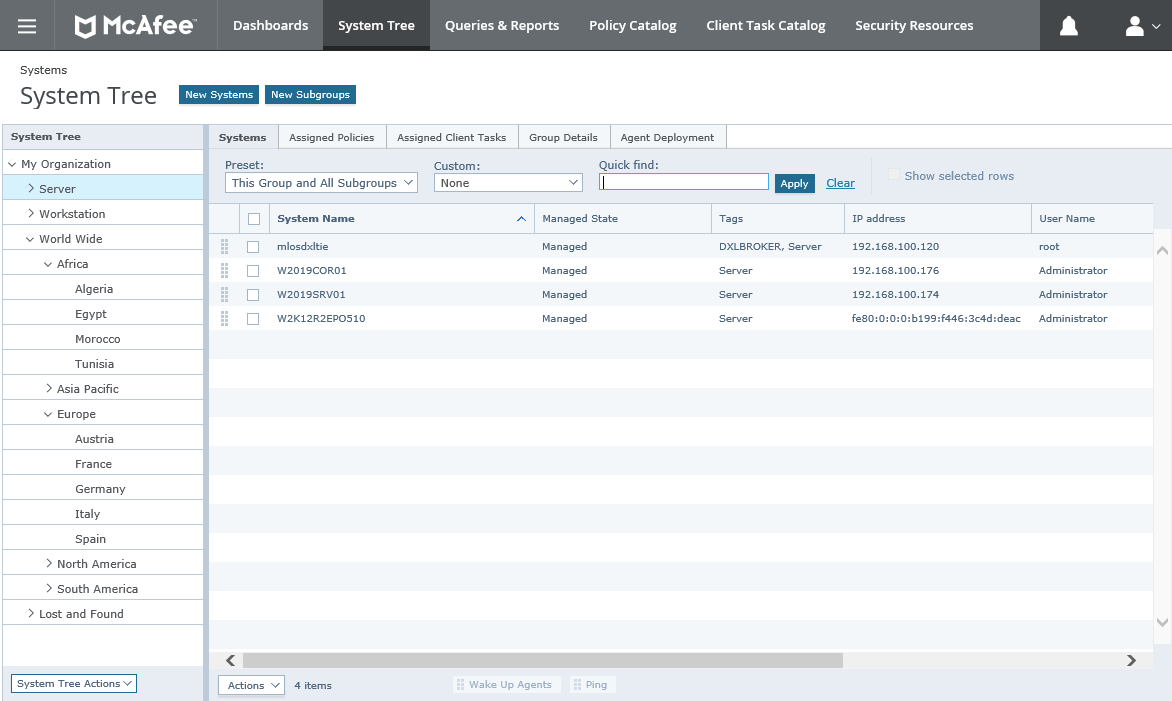 McAfee™
Dashboards
System Tree
Queries & Reports
Policy Catalog
Client Task Catalog
Security Resources
Systems
System Tree
New Systems
New Subgroups
System Tree
My Organization
Server
Workstation
World Wide
Africa
Algeria
Egypt
Morocco
Tunisia
Asia Pacific
Europe
Austria
France
Germany
Italy
Spain
North America
South America
Lost and Found
System Tree Actions
Systems
Assigned Policies
Assigned Client Tasks
Group Details
Agent Deployment
Preset:
This Group and All Subgroups
Custom:
None
Quick find:
Apply
Clear
Show selected rows
System Name Managed State Tags IP address User Name
mlosdxltie Managed DXLBROKER, Server 192.168.100.120 root
W2019COR01 Managed Server 192.168.100.176 Administrator
W2019SRV01 Managed Server 192.168.100.174 Administrator
W2K12R2EPO510 Managed Server fe80:0:0:0:b199:f446:3c4d:deac Administrator
Actions
4 items
Wake Up Agents
Ping